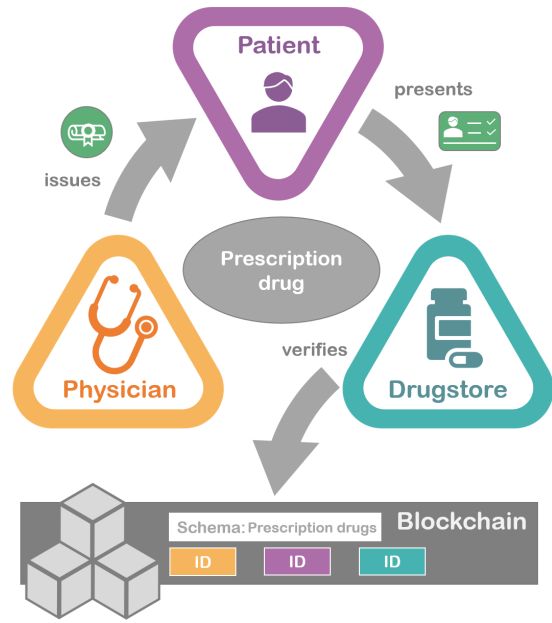 Patient
presents
issues
Prescription
drug
Physician
verifies
Drugstore
Schema: Prescription drugs
Blockchain
ID
ID
ID